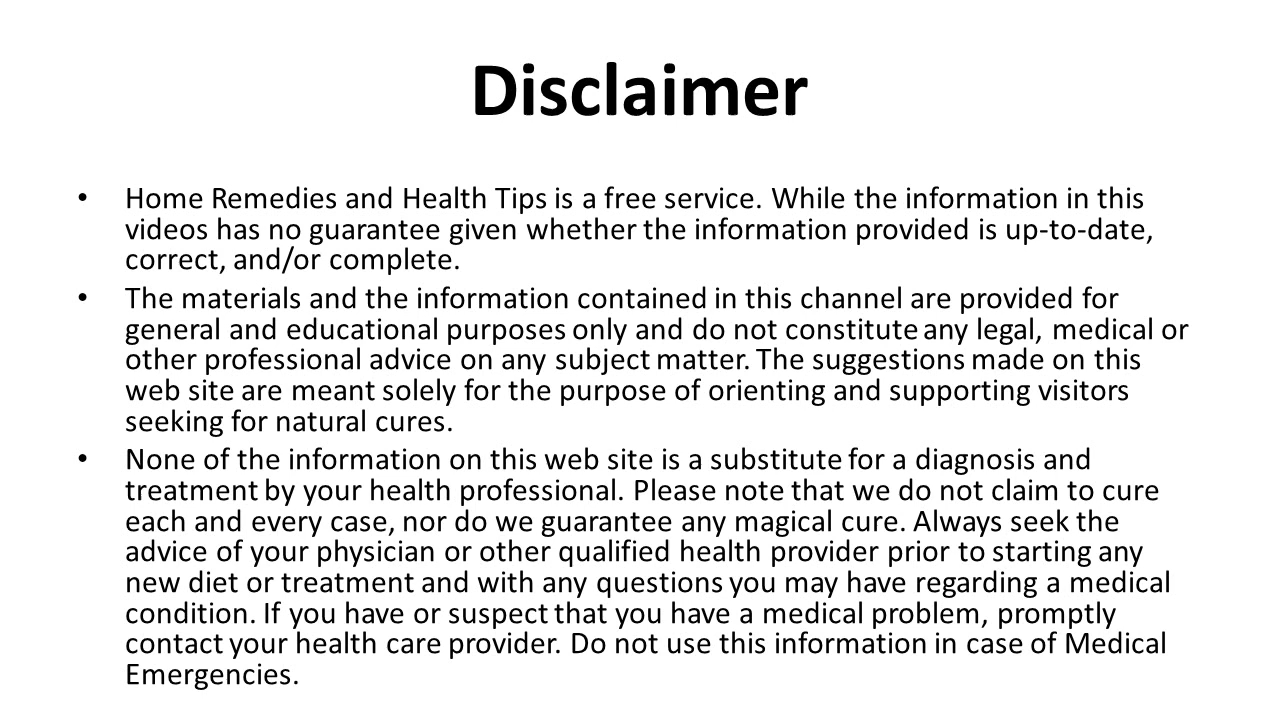 Disclaimer
• Home Remedies and Health Tips is a free service. While the information in this
videos has no guarantee given whether the information provided is up-to-date,
correct, and/or complete.
• The materials and the information contained in this channel are provided for
general and educational purposes only and do not constitute any legal, medical or
other professional advice on any subject matter. The suggestions made on this
web site are meant solely for the purpose of orienting and supporting visitors
seeking for natural cures.
• None of the information on this web site is a substitute for a diagnosis and
treatment by your health professional. Please note that we do not claim to cure
each and every case, nor do we guarantee any magical cure. Always seek the
advice of your physician or other qualified health provider prior to starting any
new diet or treatment and with any questions you may have regarding a medical
condition. If you have or suspect that you have a medical problem, promptly
contact your health care provider. Do not use this information in case of Medical
Emergencies.